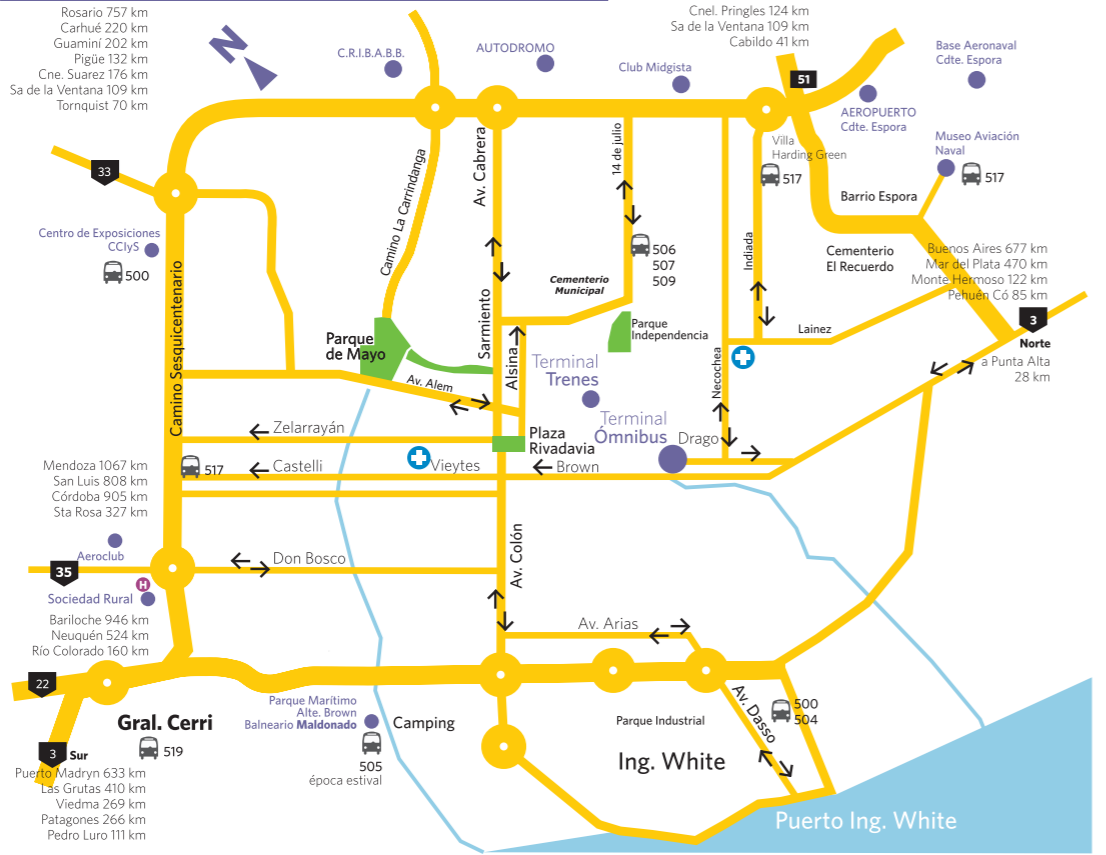 Rosario 757 km
Carhué 220 km
Guaminí 202 km
Pigüe 132 km
Cne. Suarez 176 km
Sa de la Ventana 109 km
Tornquist 70 km
N
C.R.I.B.A.B.B.
AUTODROMO
Club Midgista
Cnel. Pringles 124 km
Sa de la Ventana 109 km
Cabildo 41 km
51
Base Aeronaval
Cdte. Espora
AEROPUERTO
Cdte. Espora
Museo Aviación
Naval
517
Villa
Harding Green
517
Barrio Espora
33
Centro de Exposiciones
CCIyS
500
Camino Sesquicentenario
Camino La Carrindanga
Av. Cabrera
14 de julio
506
507
509
Indiada
Cementerio
El Recuerdo
Buenos Aires 677 km
Mar del Plata 470 km
Monte Hermoso 122 km
Pehuén Có 85 km
3
Norte
a Punta Alta
28 km
Cementerio
Municipal
Parque
Independencia
Lainez
Parque
de Mayo
Sarmiento
Alsina
Necochea
Terminal
Trenes
Av. Alem
Terminal
Ómnibus
Drago
Zelarrayán
Plaza
Rivadavia
517
Castelli
Vieytes
Brown
Mendoza 1067 km
San Luis 808 km
Córdoba 905 km
Sta Rosa 327 km
Aeroclub
35
Don Bosco
Av. Colón
H
Sociedad Rural
Bariloche 946 km
Neuquén 524 km
Río Colorado 160 km
Av. Arias
22
Gral. Cerri
519
Parque Marítimo
Alte. Brown
Balneario Maldonado
Camping
505
época estival
Parque Industrial
Av. Dasso
500
504
Ing. White
3
Sur
Puerto Madryn 633 km
Las Grutas 410 km
Viedma 269 km
Patagones 266 km
Pedro Luro 111 km
Puerto Ing. White